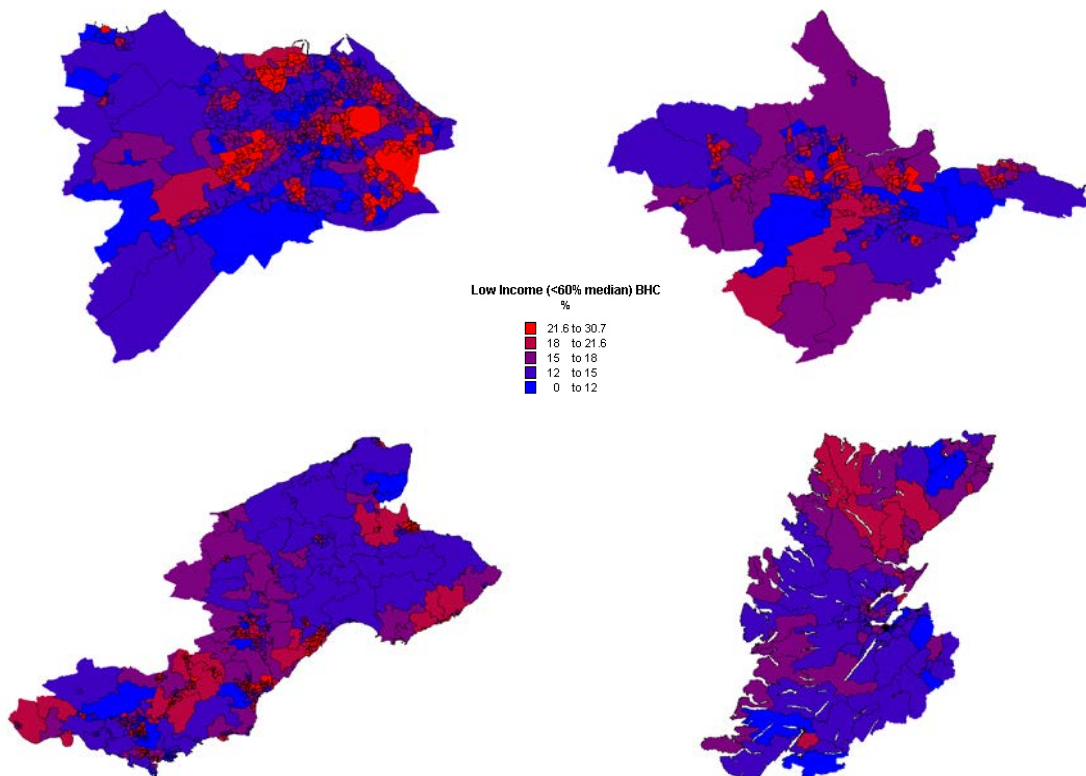 Low Income (<60% median) BHC
%
21.6 to 30.7
18 to 21.6
15 to 18
12 to 15
0 to 12